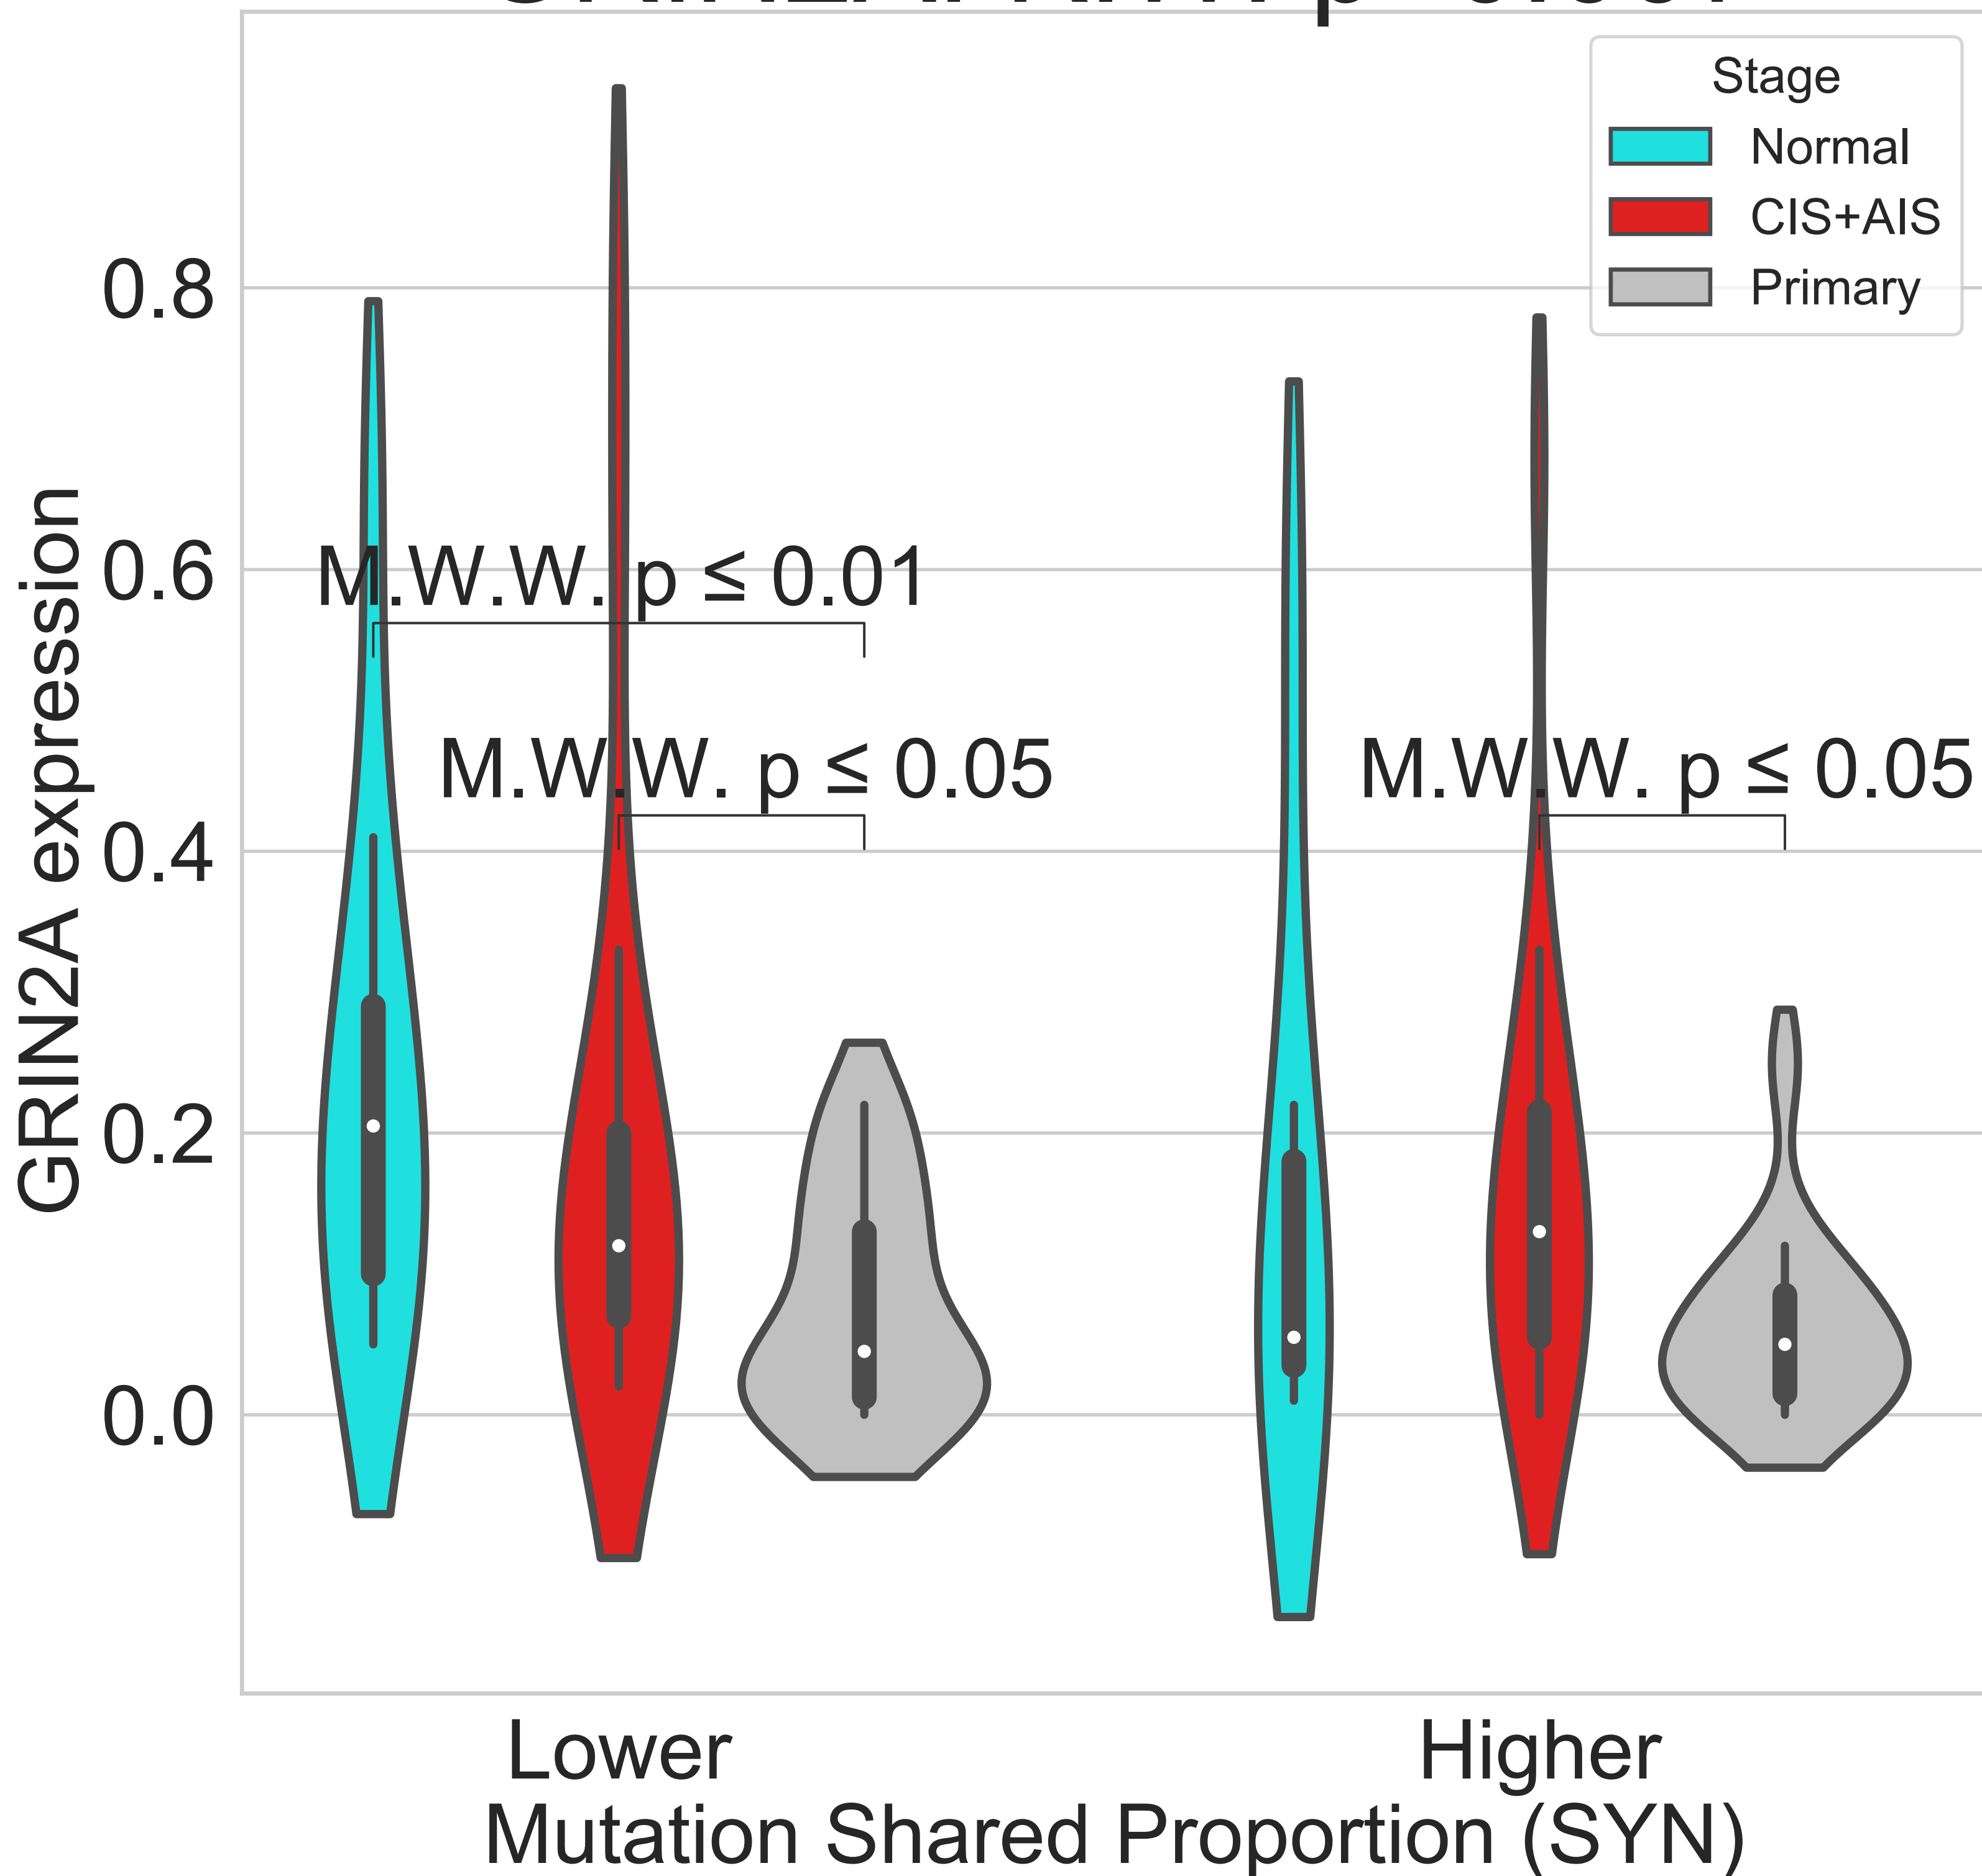 Stage
Normal
CIS+AIS
Primary
0.8
0.6
0.4
0.2
0.0
GRIN2A expression
M.W.W. p ≤ 0.01
M.W.W. p ≤ 0.05
M.W.W. p ≤ 0.05
Lower
Higher
Mutation Shared Proportion (SYN)